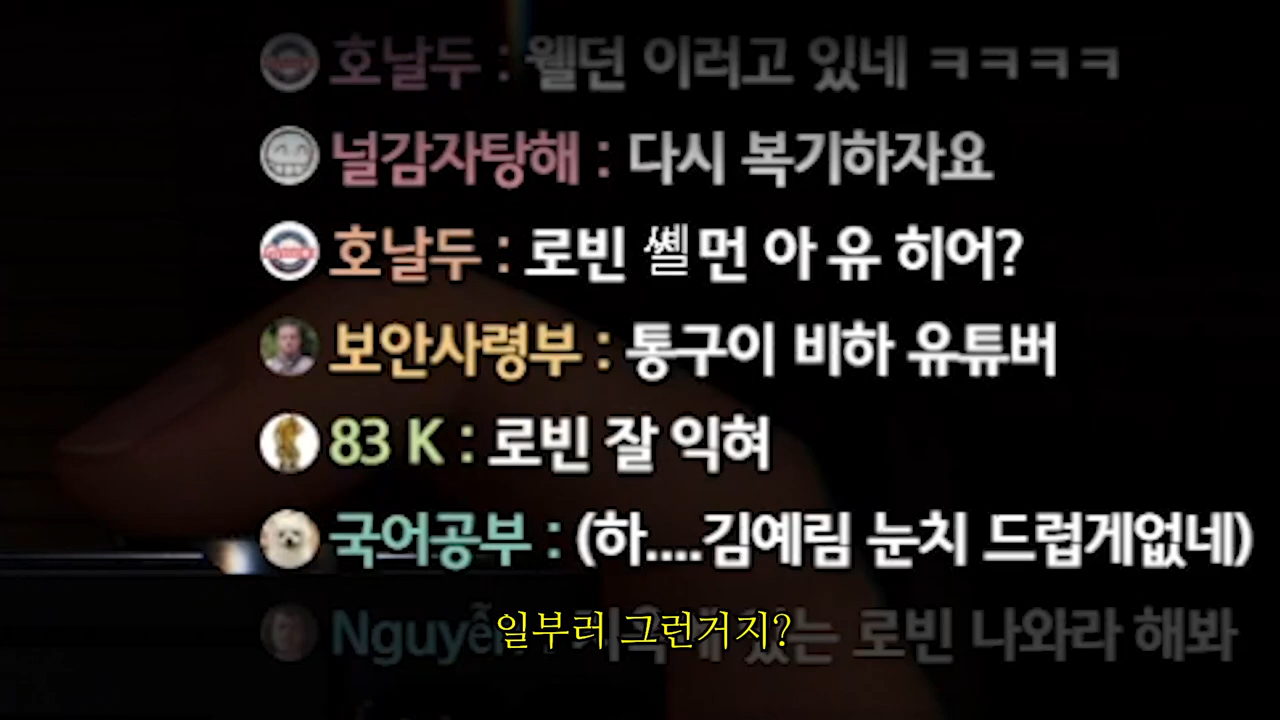 호날두 : 웰던 이러고 있네 ㅋㅋㅋㅋ
널감자탕해 : 다시 복기하자요
호날두 : 로빈 쎌먼 아 유 히어?
보안사령부 : 통구이 비하 유튜버
83 K : 로빈 잘 익혀
국어공부 : (하....김예림 눈치 드럽게없네)
Nguyễn 있는 로빈 나와라 해봐
일부러 그런거지?